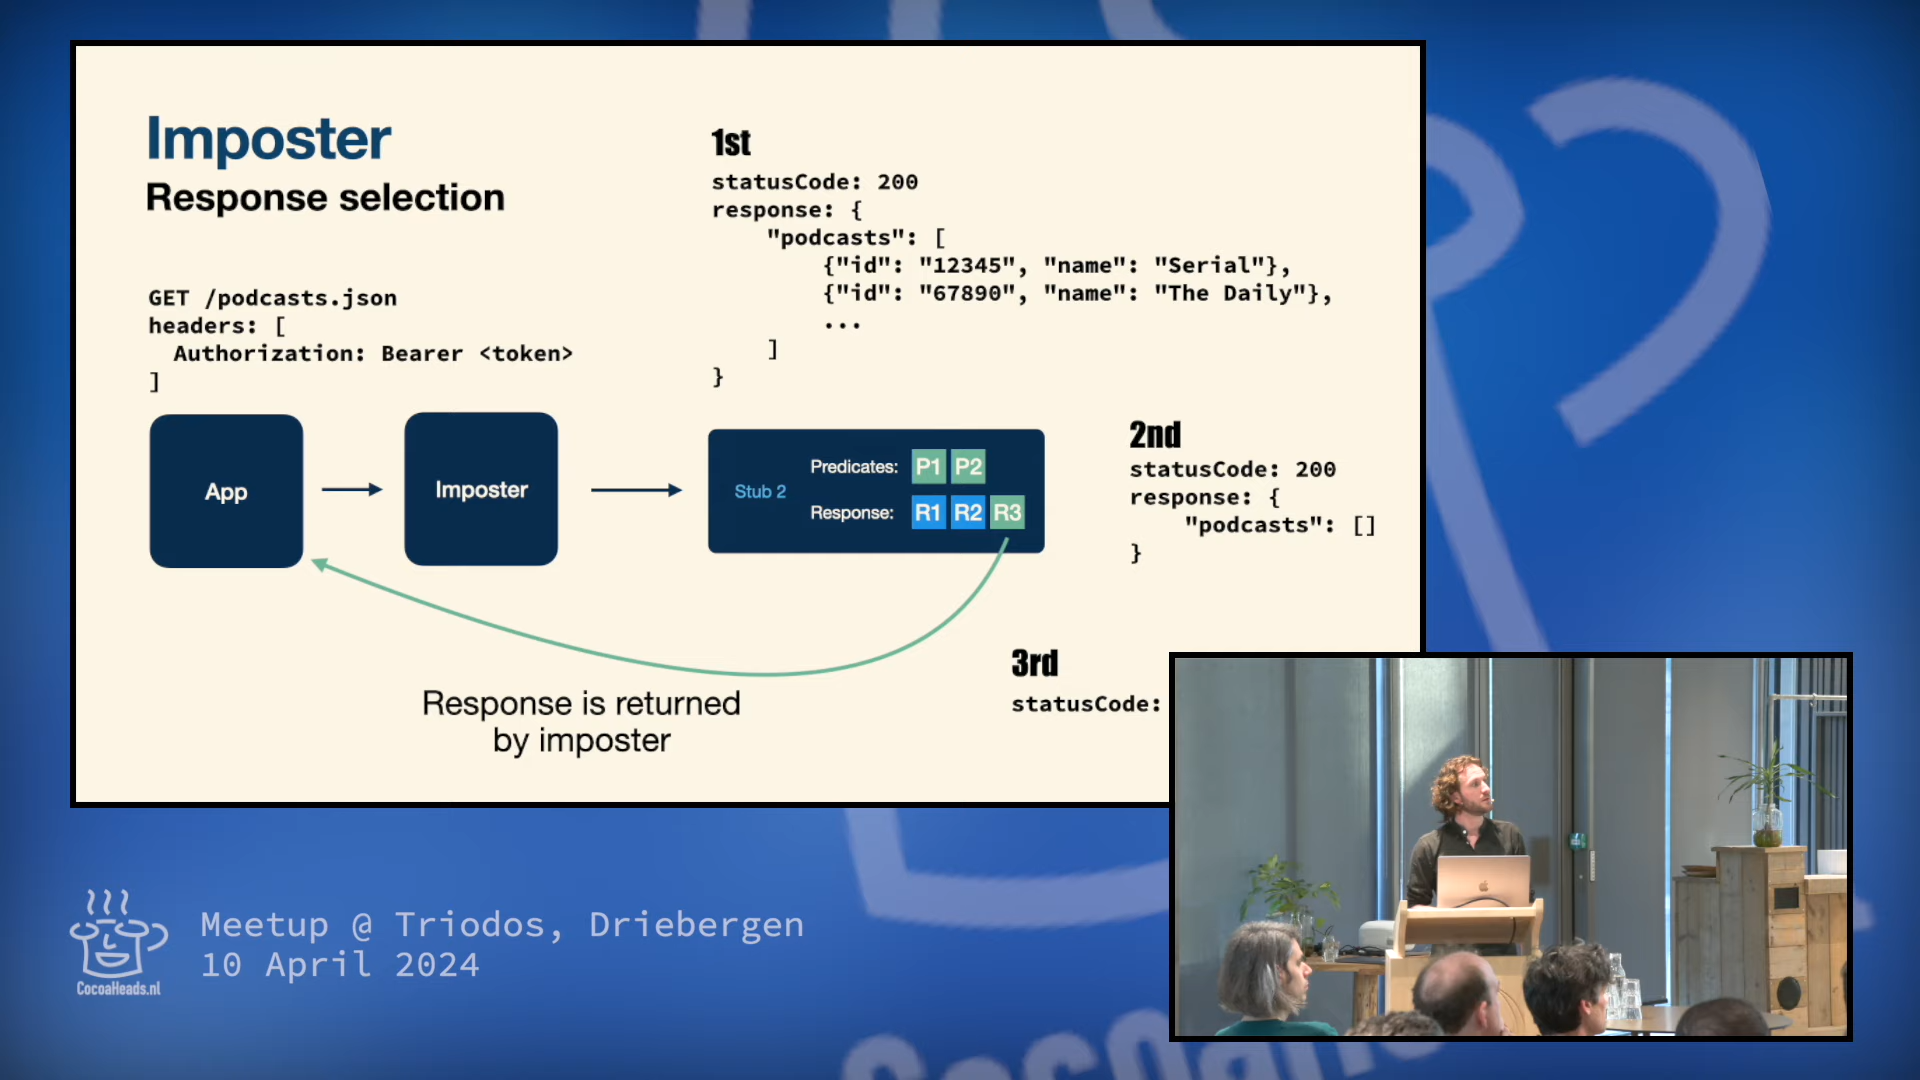 Imposter
Response selection
GET /podcasts.json
headers: [
Authorization: Bearer <token>
]
1st
statusCode: 200
response: {
"podcasts": [
{"id": "12345", "name": "Serial"},
{"id": "67890", "name": "The Daily"},
...
]
}
App
Imposter
Stub 2
Predicates: P1 P2
Response: R1 R2 R3
2nd
statusCode: 200
response: {
"podcasts": []
}
Response is returned
by imposter
3rd
statusCode:
Meetup @ Triodos, Driebergen
10 April 2024
CocoaHeads.nl